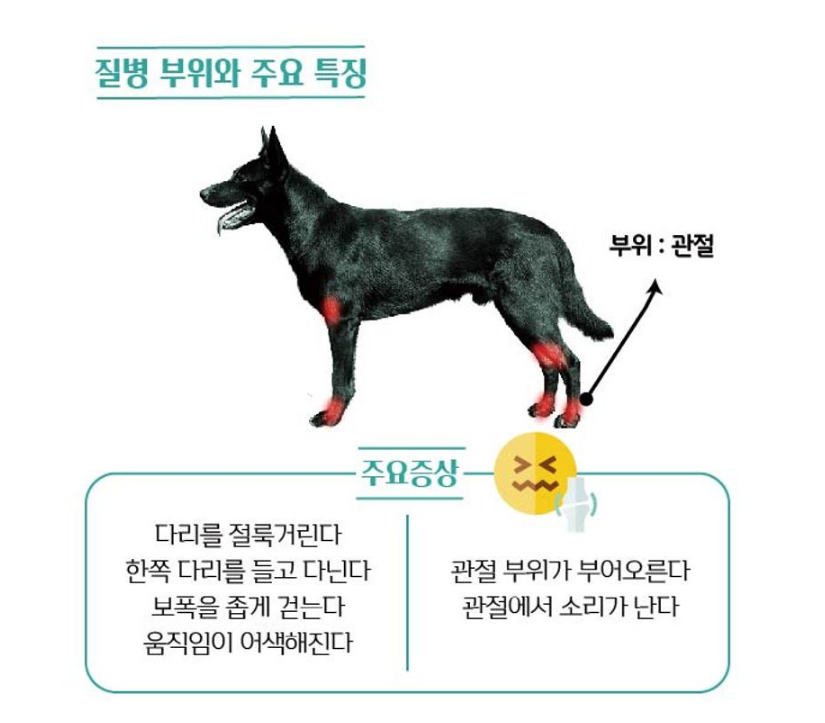 질병 부위와 주요 특징
부위 : 관절
주요증상
다리를 절룩거린다
한쪽 다리를 들고 다닌다
보폭을 좁게 걷는다
움직임이 어색해진다
관절 부위가 부어오른다
관절에서 소리가 난다